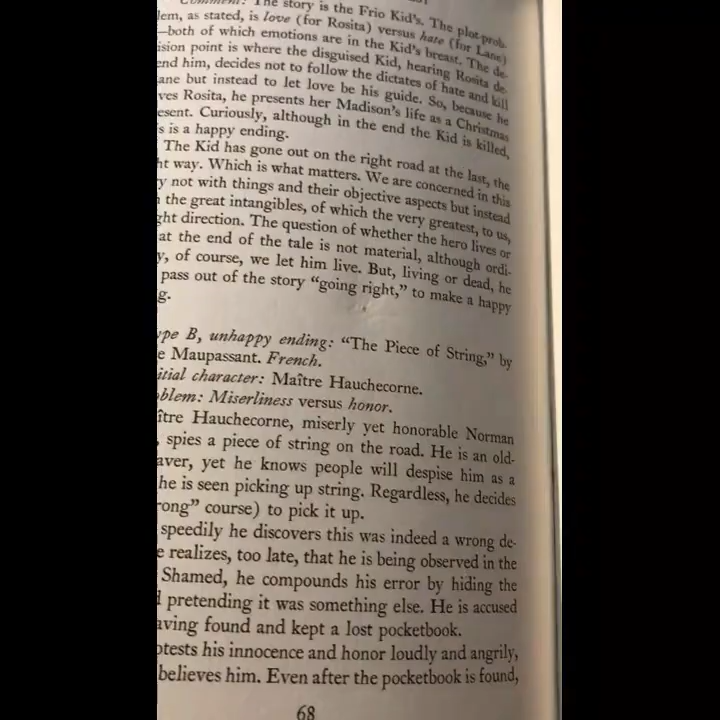 Comment: The story is the Frio Kid's. The plot-prob-
lem, as stated, is love (for Rosita) versus hate (for Lane)
—both of which emotions are in the Kid's breast. The de-
ision point is where the disguised Kid, hearing Rosita de-
end him, decides not to follow the dictates of hate and kill
ane but instead to let love be his guide. So, because he
ves Rosita, he presents her Madison's life as a Christmas
esent. Curiously, although in the end the Kid is killed,
s is a happy ending.
The Kid has gone out on the right road at the last, the
ht way. Which is what matters. We are concerned in this
y not with things and their objective aspects but instead
the great intangibles, of which the very greatest, to us,
ght direction. The question of whether the hero lives or
at the end of the tale is not material, although ordi-
y, of course, we let him live. But, living or dead, he
pass out of the story "going right," to make a happy
g.
ype B, unhappy ending: "The Piece of String," by
e Maupassant. French.
itial character: Maître Hauchecorne.
oblem: Miserliness versus honor.
ître Hauchecorne, miserly yet honorable Norman
, spies a piece of string on the road. He is an old-
aver, yet he knows people will despise him as a
he is seen picking up string. Regardless, he decides
rong" course) to pick it up.
speedily he discovers this was indeed a wrong de-
e realizes, too late, that he is being observed in the
Shamed, he compounds his error by hiding the
d pretending it was something else. He is accused
aving found and kept a lost pocketbook.
otests his innocence and honor loudly and angrily,
believes him. Even after the pocketbook is found,
68